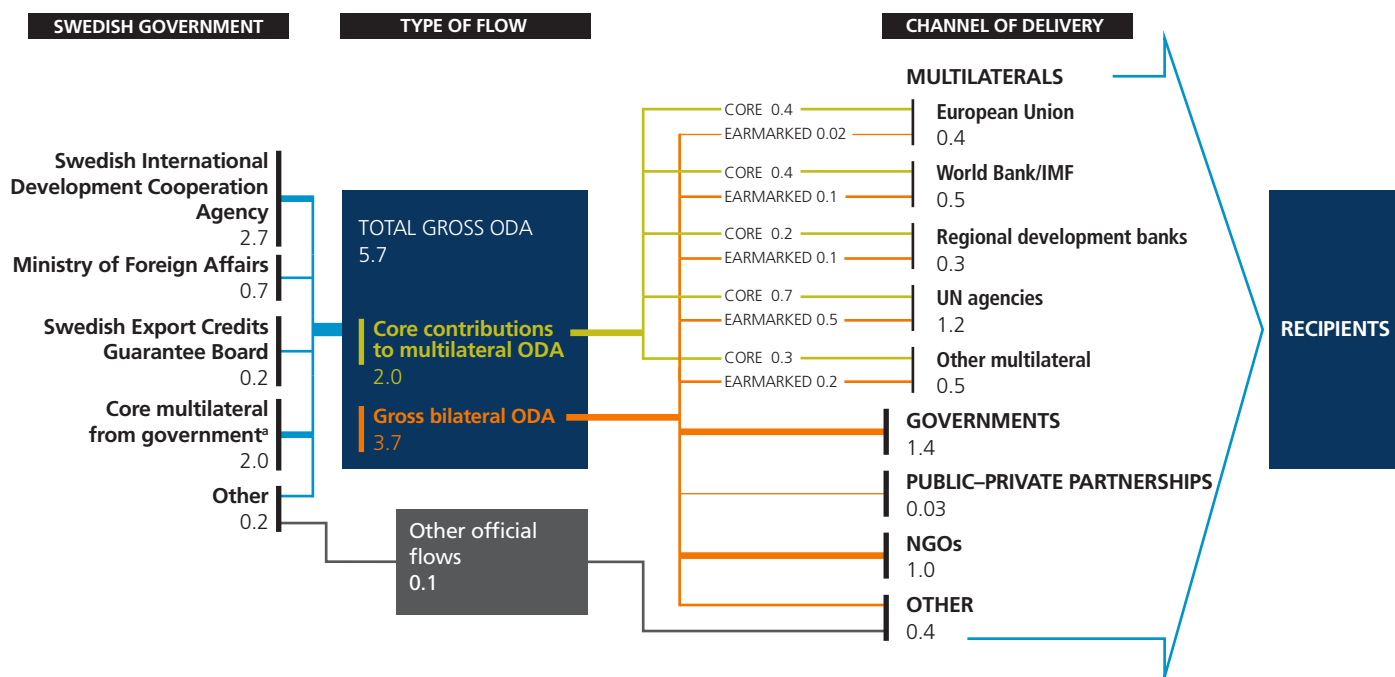 SWEDISH GOVERNMENT
TYPE OF FLOW
CHANNEL OF DELIVERY
Swedish International
Development Cooperation
Agency
2.7
Ministry of Foreign Affairs
0.7
Swedish Export Credits
Guarantee Board
0.2
Core multilateral
from governmentᵃ
2.0
Other
0.2
TOTAL GROSS ODA
5.7
Core contributions
to multilateral ODA
2.0
Gross bilateral ODA
3.7
Other official
flows
0.1
CORE 0.4
EARMARKED 0.02
CORE 0.4
EARMARKED 0.1
CORE 0.2
EARMARKED 0.1
CORE 0.7
EARMARKED 0.5
CORE 0.3
EARMARKED 0.2
MULTILATERALS
European Union
0.4
World Bank/IMF
0.5
Regional development banks
0.3
UN agencies
1.2
Other multilateral
0.5
GOVERNMENTS
1.4
PUBLIC–PRIVATE PARTNERSHIPS
0.03
NGOs
1.0
OTHER
0.4
RECIPIENTS